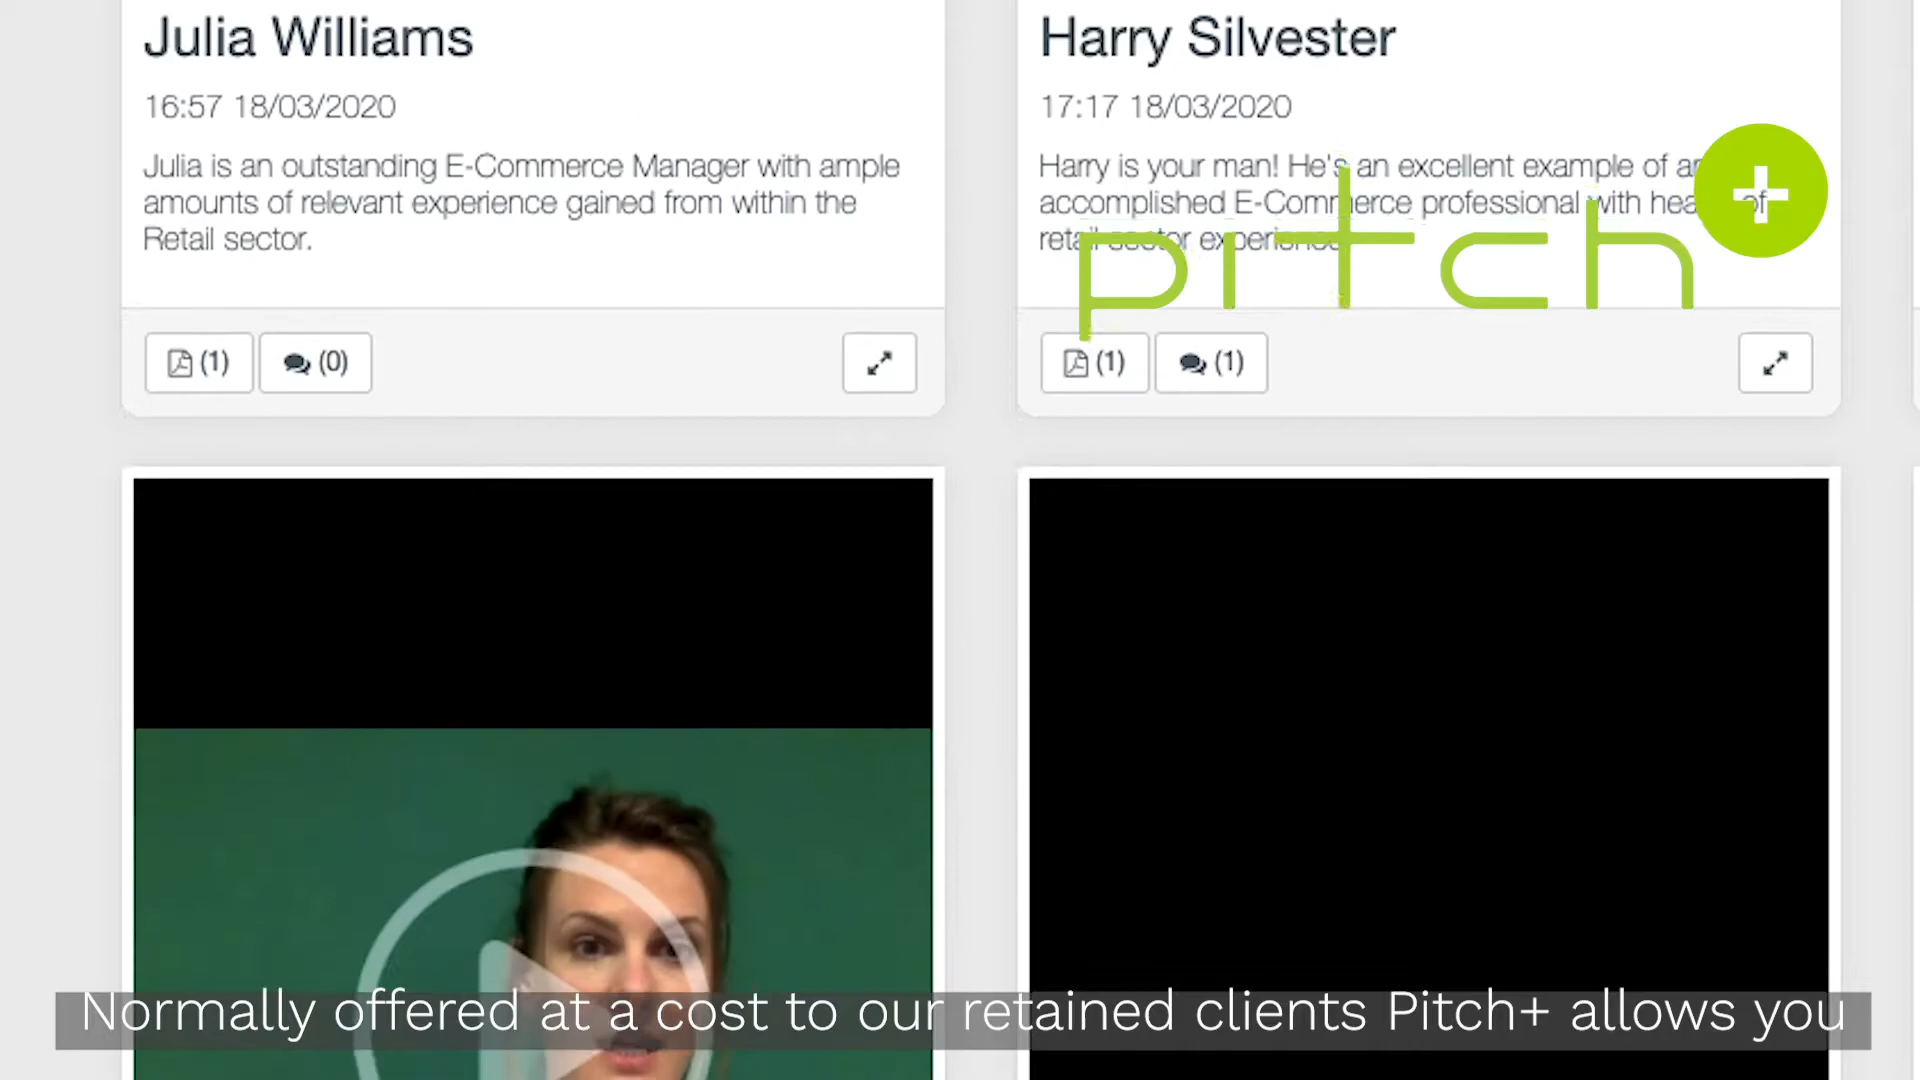 Julia Williams
16:57 18/03/2020
Julia is an outstanding E-Commerce Manager with ample
amounts of relevant experience gained from within the
Retail sector.
(1)
(0)
Harry Silvester
17:17 18/03/2020
Harry is your man! He's an excellent example of
accomplished E-Commerce professional with of
retail sector experience
(1)
(1)
pitch+
Normally offered at a cost to our retained clients Pitch+ allows you